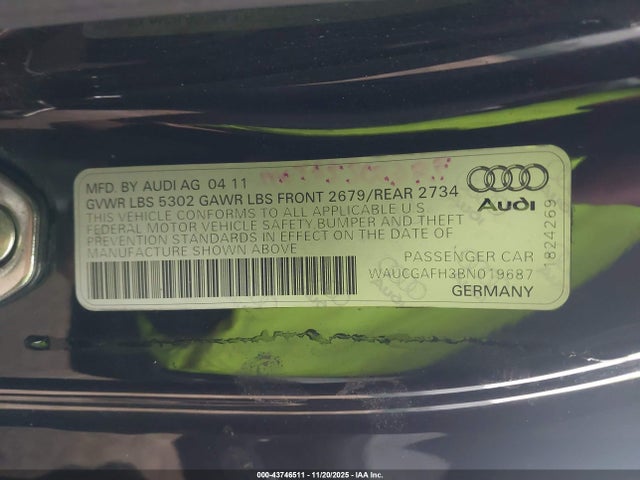 MFD. BY AUDI AG 04 11
GVWR LBS 5302 GAWR LBS FRONT 2679/REAR 2734
THIS VEHICLE CONFORMS TO ALL APPLICABLE U S
FEDERAL MOTOR VEHICLE SAFETY BUMPER AND THEFT
PREVENTION STANDARDS IN EFFECT ON THE DATE OF
MANUFACTURE SHOWN ABOVE
Audi
PASSENGER CAR
WAUCGAFH3BN019687
GERMANY
1824269
000-43746511 - 11/20/2025 - IAA Inc.